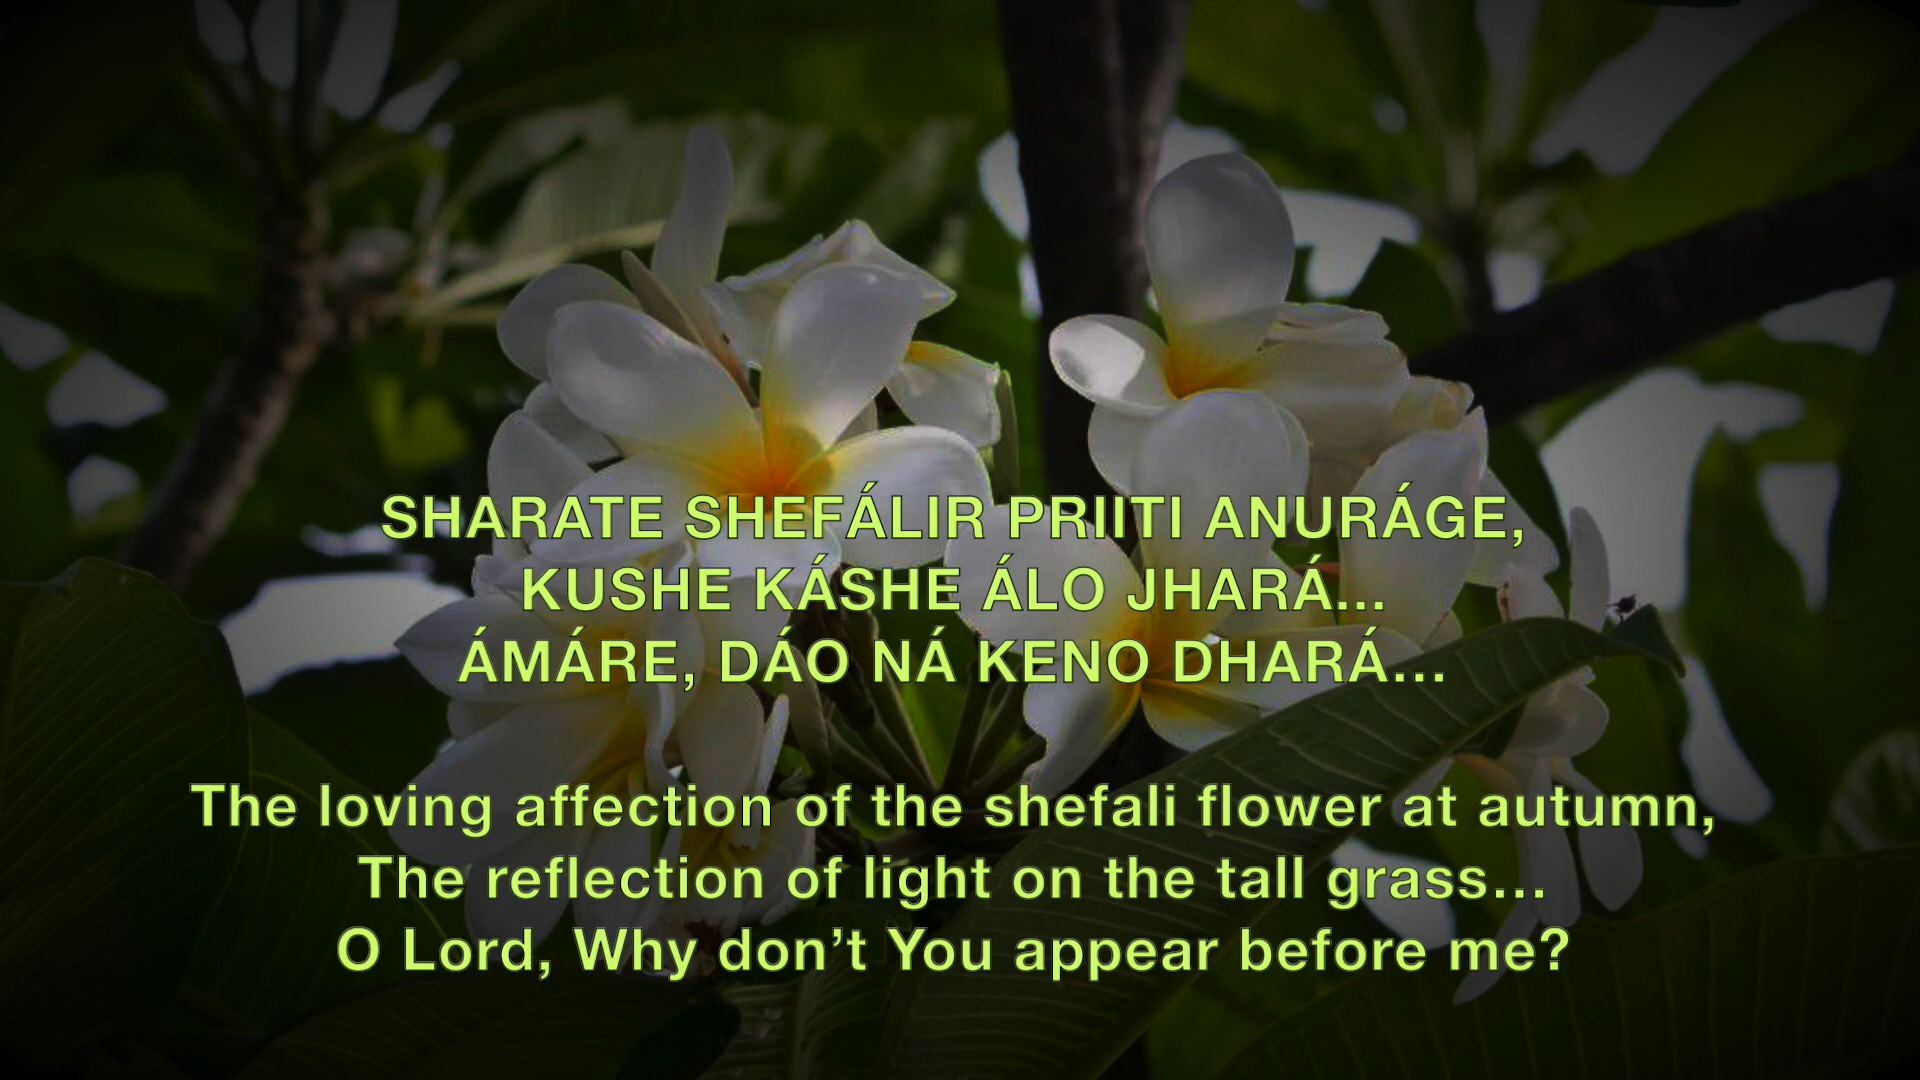 SHARATE SHEFÁLIR PRIITI ANURÁGE,
KUSHE KÁSHE ÁLO JHARÁ...
ÁMÁRE, DÁO NÁ KENO DHARÁ...
The loving affection of the shefali flower at autumn,
The reflection of light on the tall grass...
O Lord, Why don’t You appear before me?